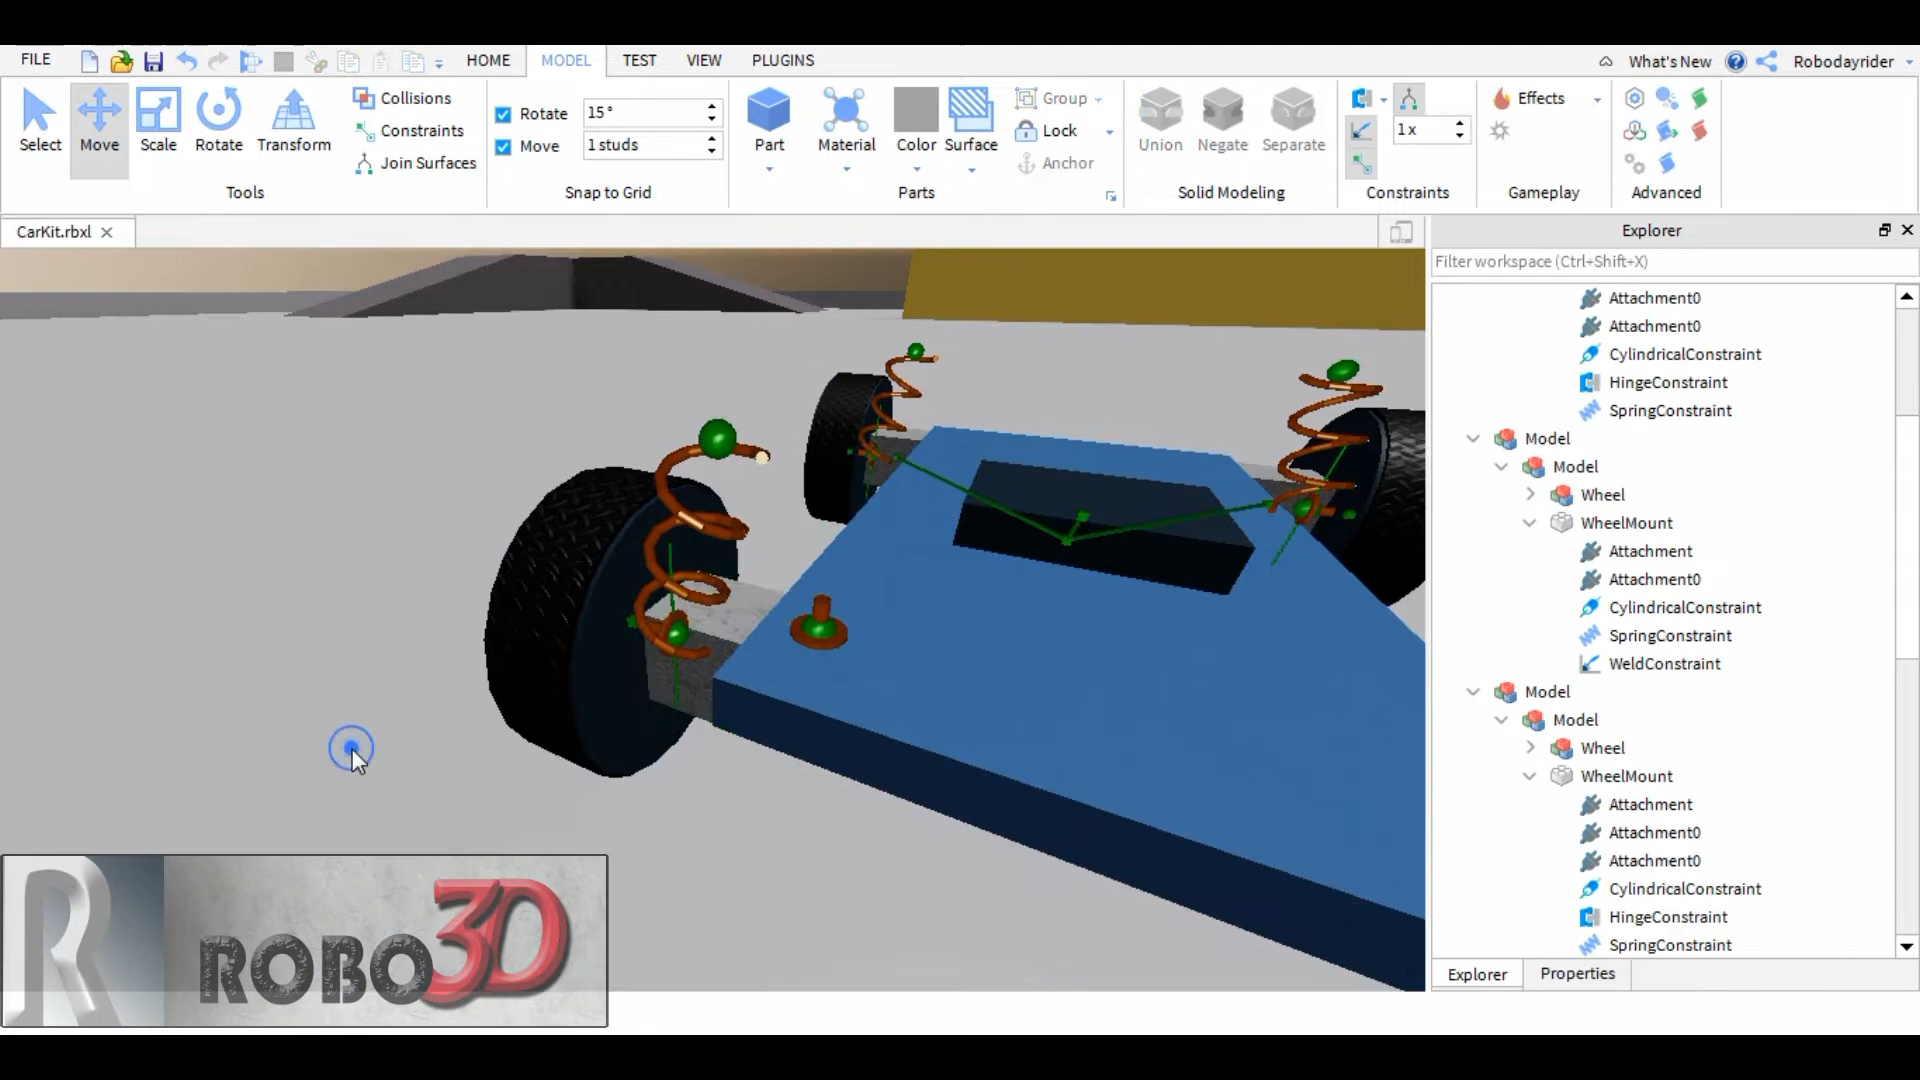 FILE
HOME
MODEL
TEST
VIEW
PLUGINS
What's New
Robodayrider
Select
Move
Scale
Rotate
Transform
Collisions
Constraints
Join Surfaces
Tools
Rotate
15°
Move
1 studs
Snap to Grid
Part
Material
Color
Surface
Group
Lock
Anchor
Parts
Union
Negate
Separate
Solid Modeling
1x
Constraints
Effects
Gameplay
Advanced
CarKit.rbxl
Explorer
Filter workspace (Ctrl+Shift+X)
Attachment0
Attachment0
CylindricalConstraint
HingeConstraint
SpringConstraint
Model
Model
Wheel
WheelMount
Attachment
Attachment0
CylindricalConstraint
SpringConstraint
WeldConstraint
Model
Model
Wheel
WheelMount
Attachment
Attachment0
Attachment0
CylindricalConstraint
HingeConstraint
SpringConstraint
Explorer
Properties
R
ROBO3D